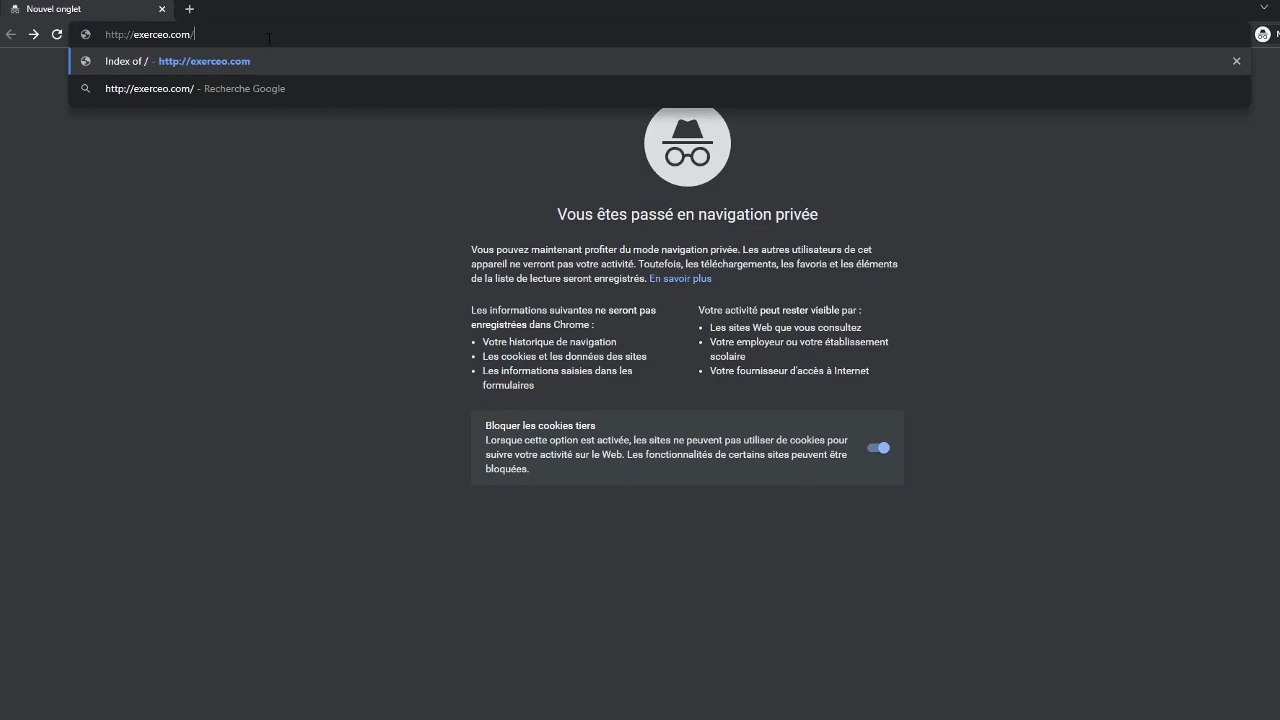 Nouvel onglet
http://exerceo.com/
Index of / - http://exerceo.com
http://exerceo.com/ - Recherche Google
Vous êtes passé en navigation privée
Vous pouvez maintenant profiter du mode navigation privée. Les autres utilisateurs de cet
appareil ne verront pas votre activité. Toutefois, les téléchargements, les favoris et les éléments
de la liste de lecture seront enregistrés. En savoir plus
Les informations suivantes ne seront pas
enregistrées dans Chrome :
• Votre historique de navigation
• Les cookies et les données des sites
• Les informations saisies dans les
formulaires
Votre activité peut rester visible par :
• Les sites Web que vous consultez
• Votre employeur ou votre établissement
scolaire
• Votre fournisseur d'accès à Internet
Bloquer les cookies tiers
Lorsque cette option est activée, les sites ne peuvent pas utiliser de cookies pour
suivre votre activité sur le Web. Les fonctionnalités de certains sites peuvent être
bloquées.